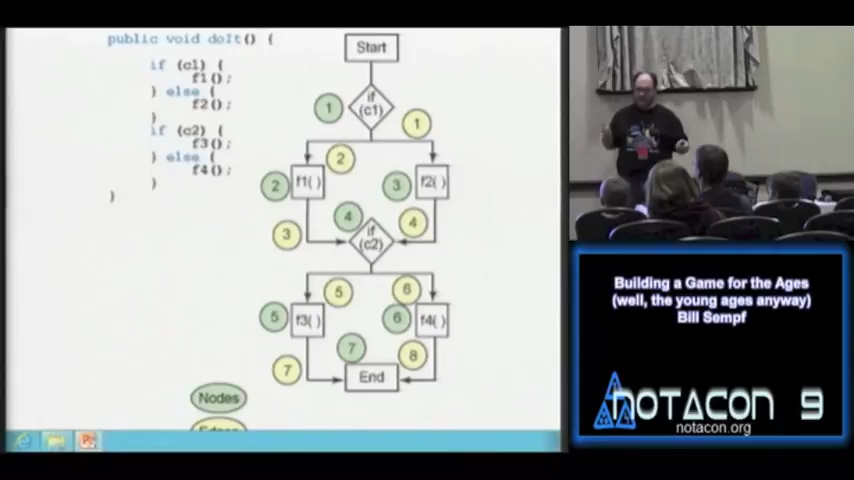 public void doIt() {
if (c1) {
f1();
} else {
f2();
}
if (c2) {
f3();
} else {
f4();
}
}
Start
if
(c1)
1
1
2
f1( )
2
3
f2( )
4
3
4
if
(c2)
5
6
5
f3( )
6
f4( )
7
7
8
End
Nodes
Edges
Building a Game for the Ages
(well, the young ages anyway)
Bill Sempf
NOTACON 9
notacon.org